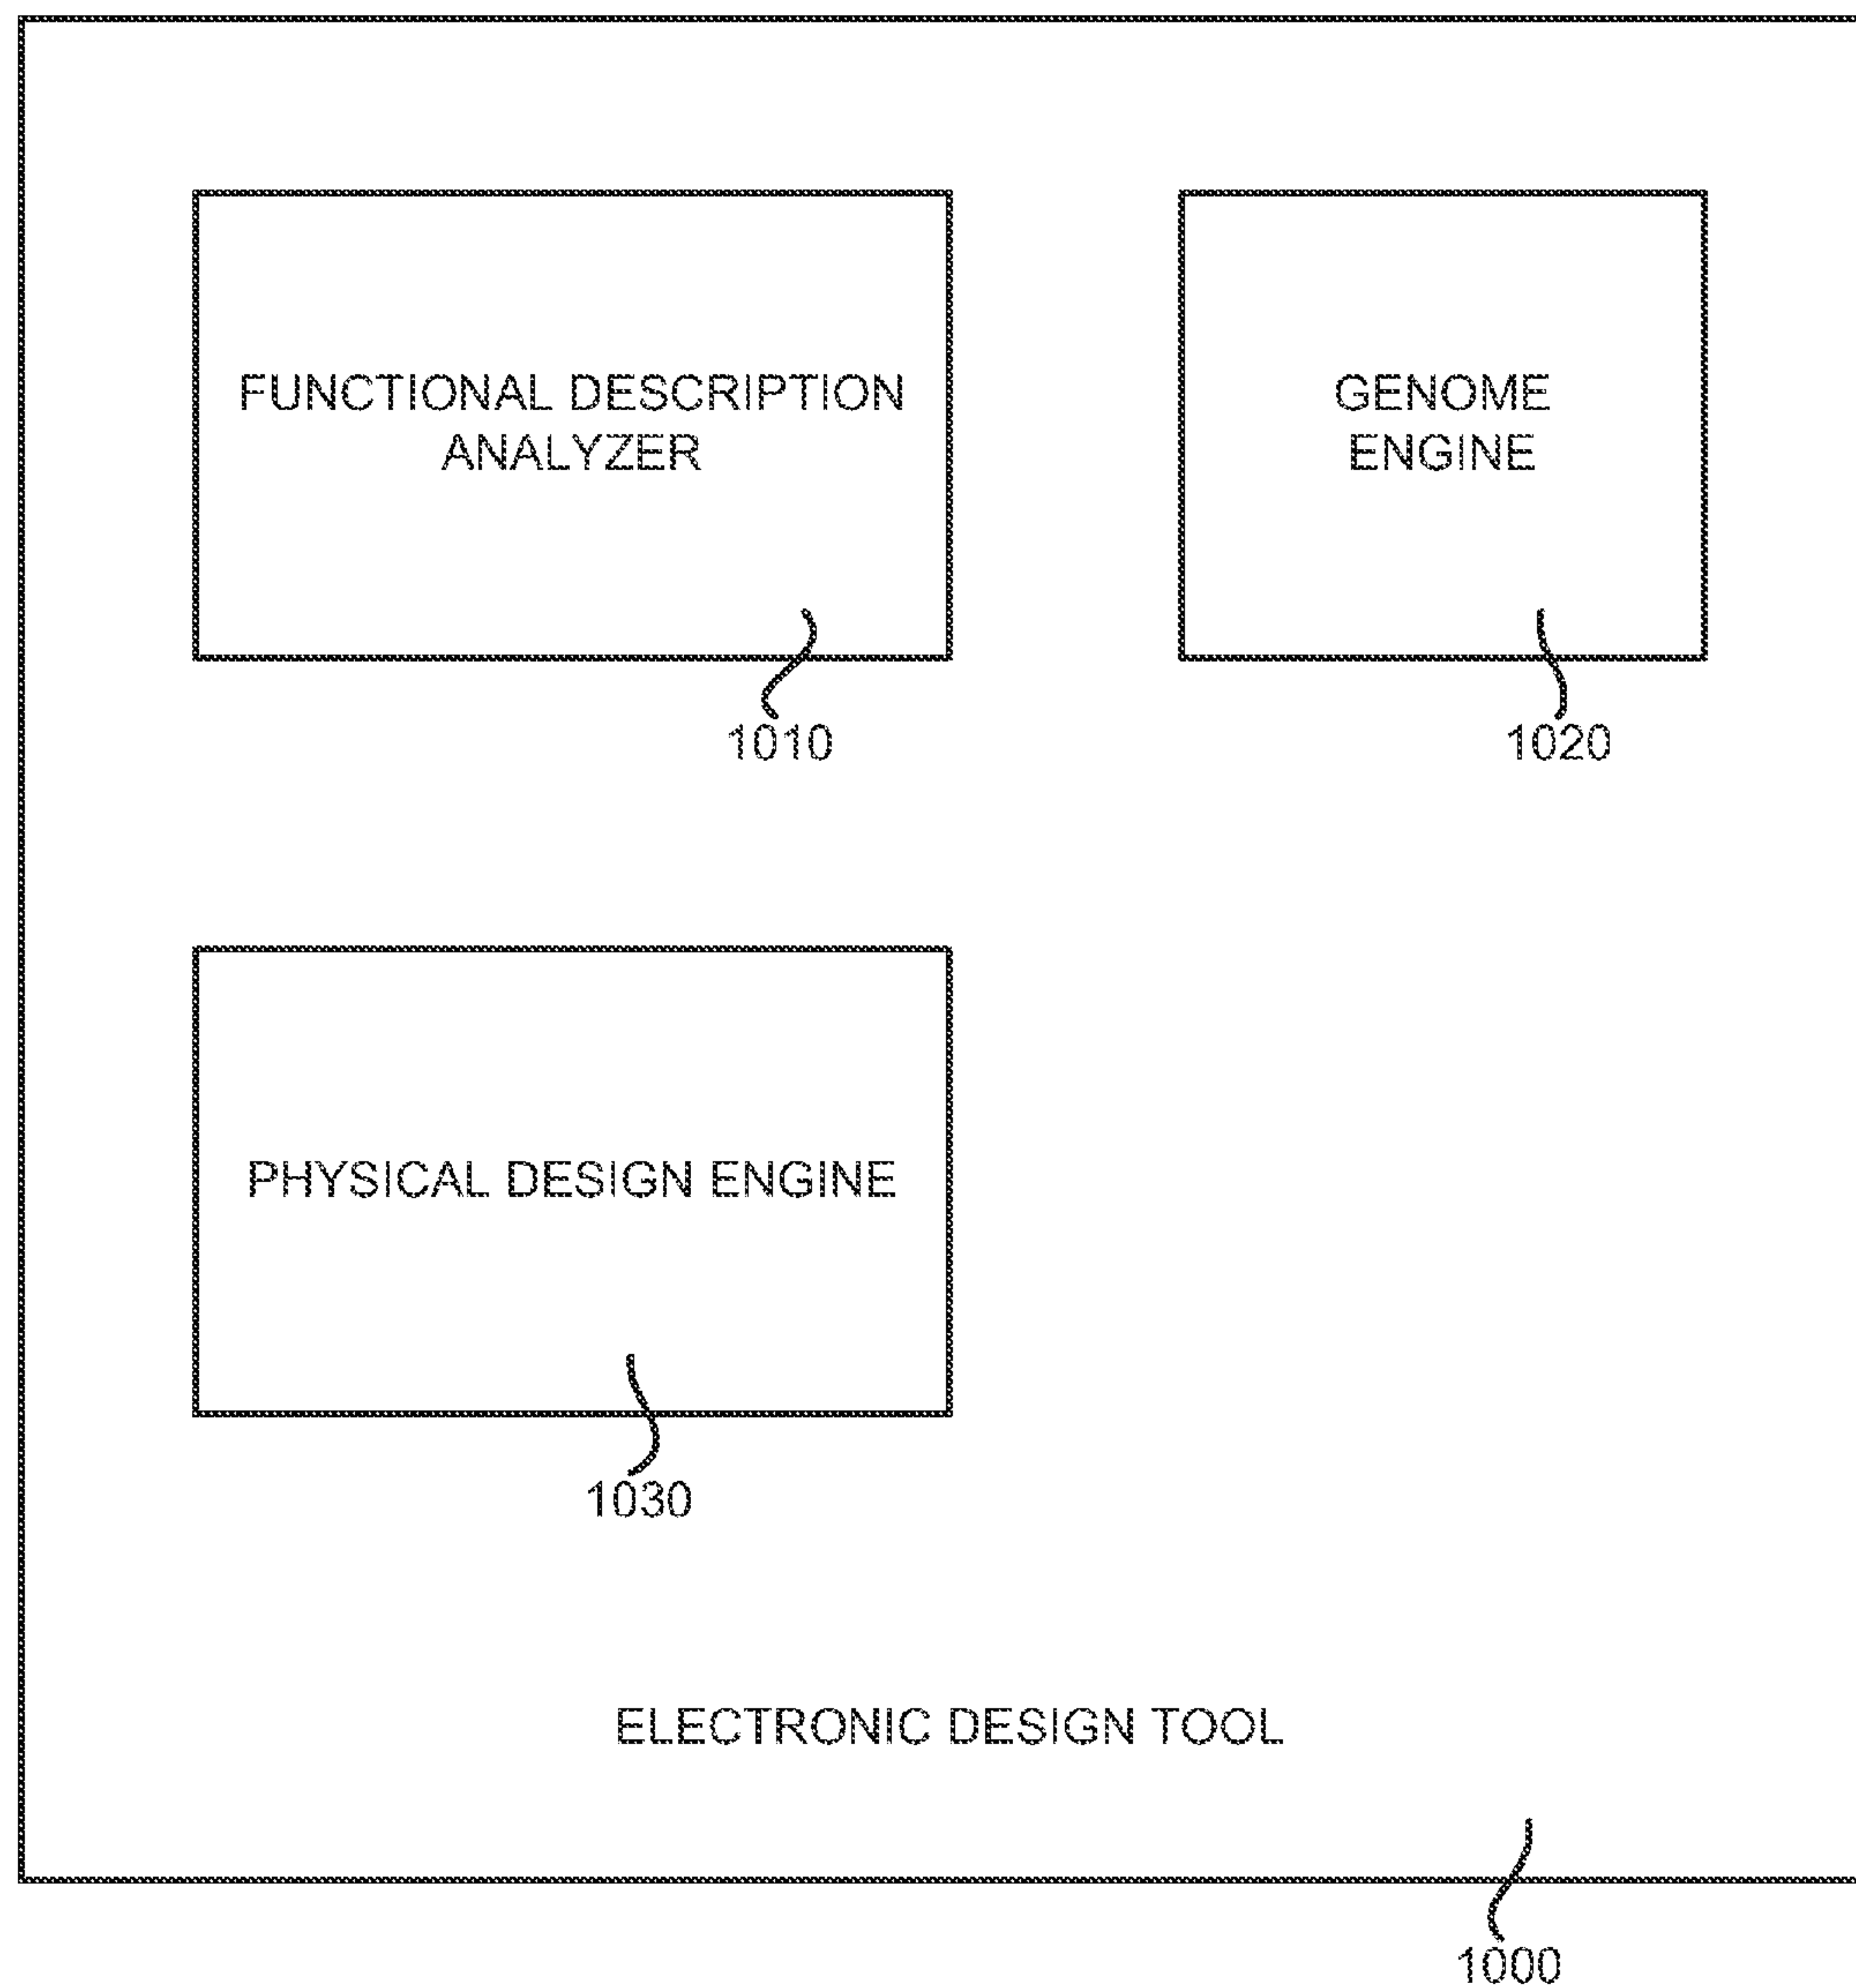 FUNCTIONAL DESCRIPTION
ANALYZER
1010
GENOME
ENGINE
1020
PHYSICAL DESIGN ENGINE
1030
ELECTRONIC DESIGN TOOL
1000